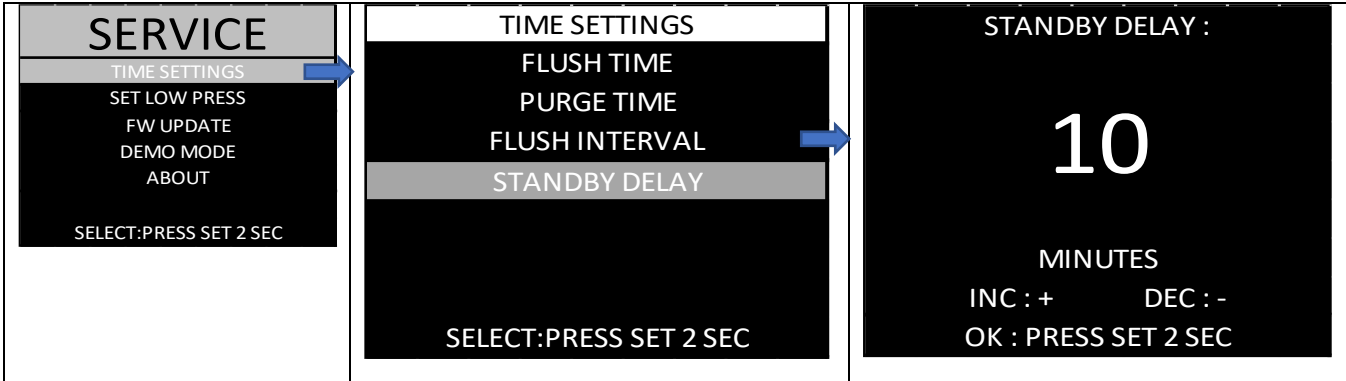 SERVICE
TIME SETTINGS
SET LOW PRESS
FW UPDATE
DEMO MODE
ABOUT
SELECT:PRESS SET 2 SEC
TIME SETTINGS
FLUSH TIME
PURGE TIME
FLUSH INTERVAL
STANDBY DELAY
SELECT:PRESS SET 2 SEC
STANDBY DELAY :
10
MINUTES
INC : + DEC : -
OK : PRESS SET 2 SEC